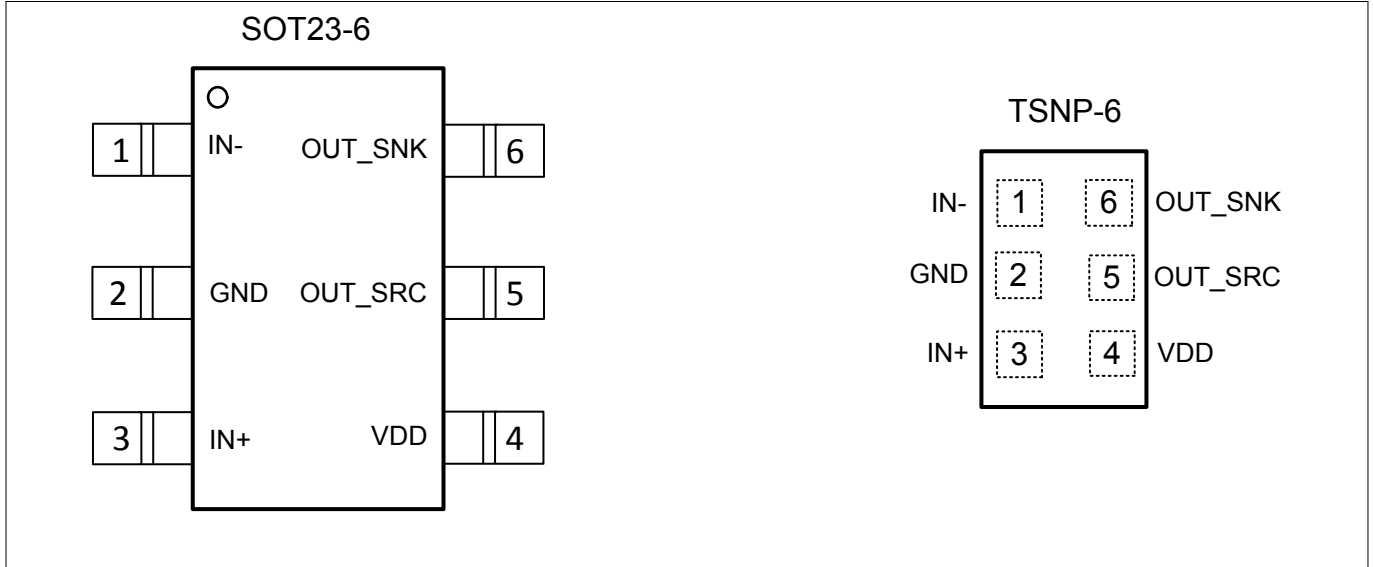 SOT23-6
1 IN- OUT_SNK 6
2 GND OUT_SRC 5
3 IN+ VDD 4
TSNP-6
IN- 1 6 OUT_SNK
GND 2 5 OUT_SRC
IN+ 3 4 VDD